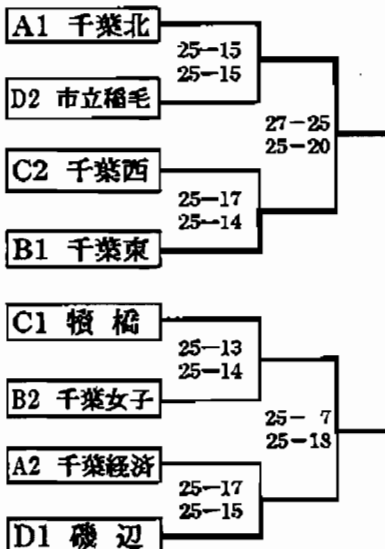 A1 千葉北
25-15
25-15
D2 市立稲毛
27-25
25-20
C2 千葉西
25-17
25-14
B1 千葉東
C1 犢橋
25-13
25-14
B2 千葉女子
25- 7
25-18
A2 千葉経済
25-17
25-15
D1 磯辺